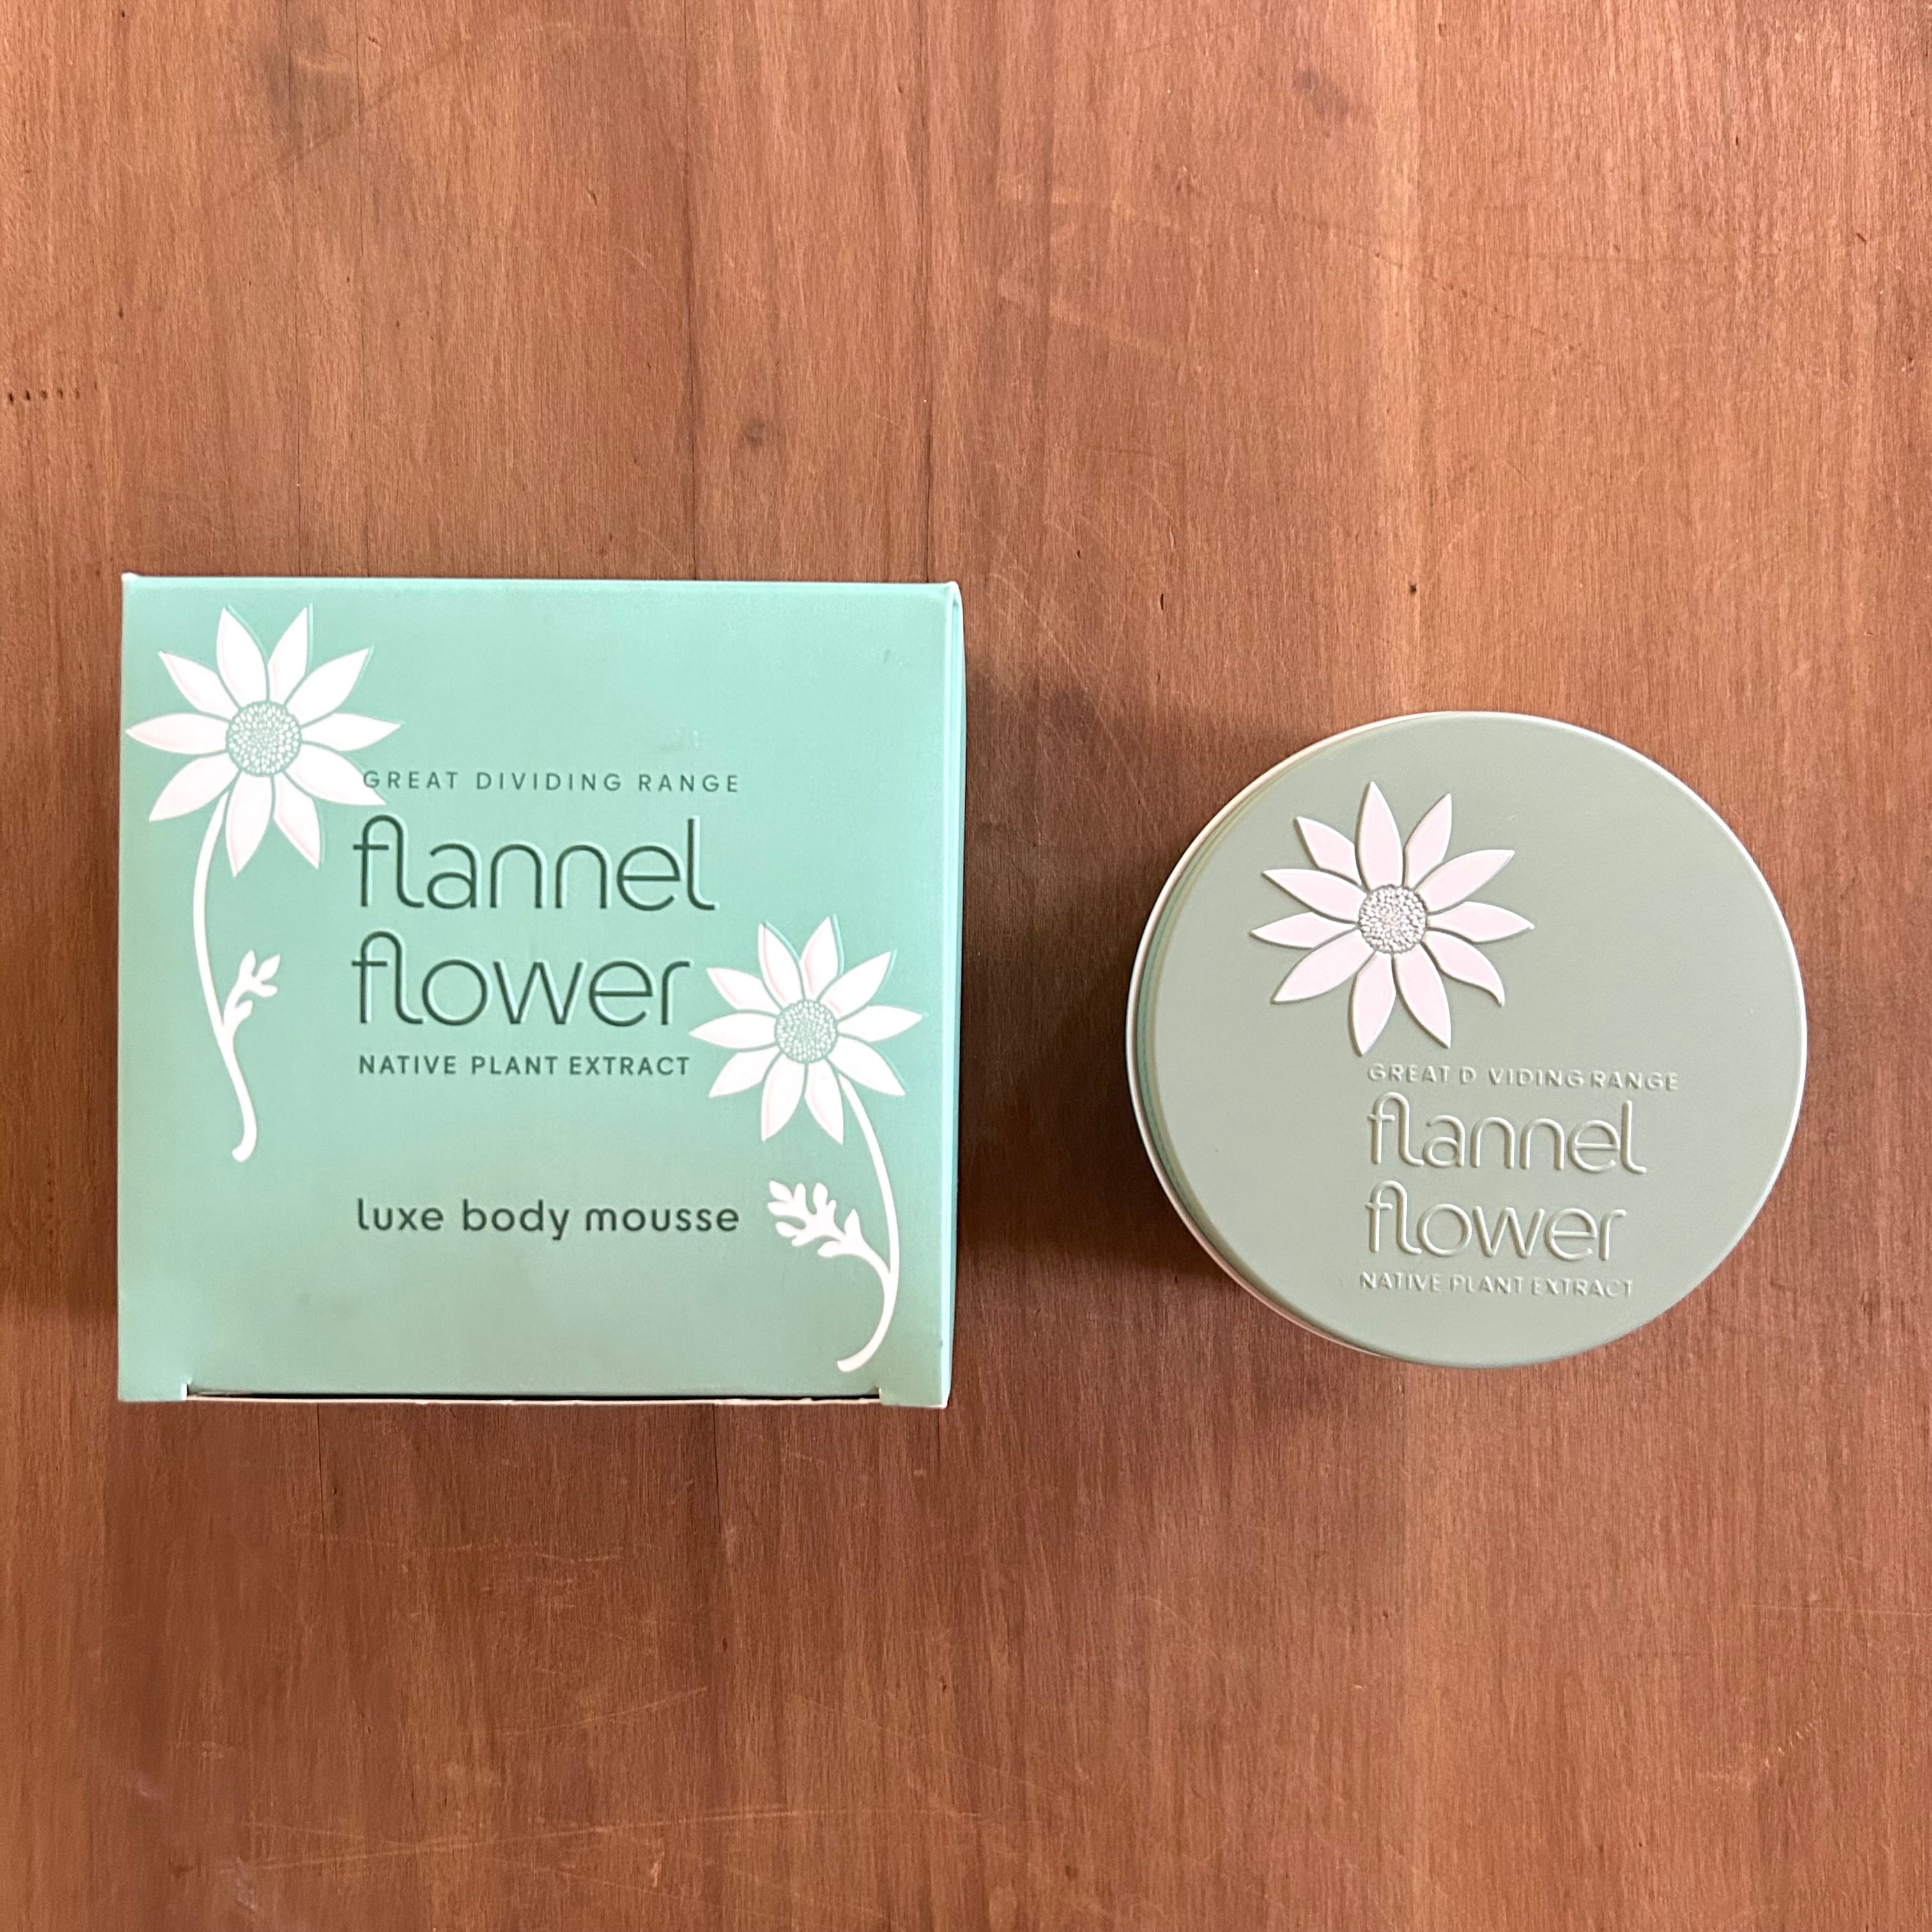 GREAT DIVIDING RANGE
flannel
flower
NATIVE PLANT EXTRACT
luxe body mousse
GREAT D VIDING RANGE
flannel
flower
NATIVE PLANT EXTRACT